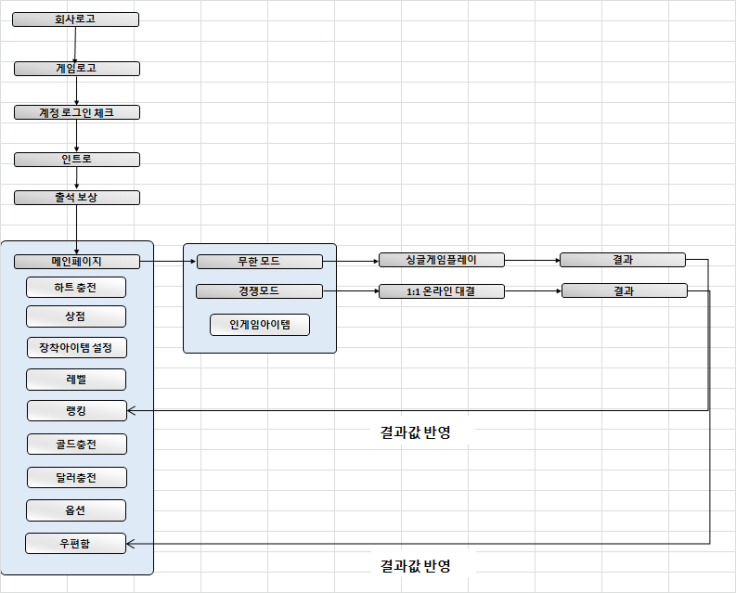 회사로고
게임로고
계정 로그인 체크
인트로
출석 보상
메인페이지
무한 모드
싱글게임플레이
결과
하트 충전
경쟁모드
1:1 온라인 대결
결과
상점
인게임아이템
장착아이템 설정
레벨
랭킹
결과값 반영
골드충전
달러충전
옵션
우편함
결과값 반영